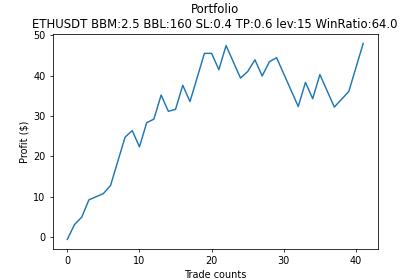 Portfolio
ETHUSDT BBM:2.5 BBL:160 SL:0.4 TP:0.6 lev:15 WinRatio:64.0
50
40
30
20
10
0
Profit ($)
0 10 20 30 40
Trade counts